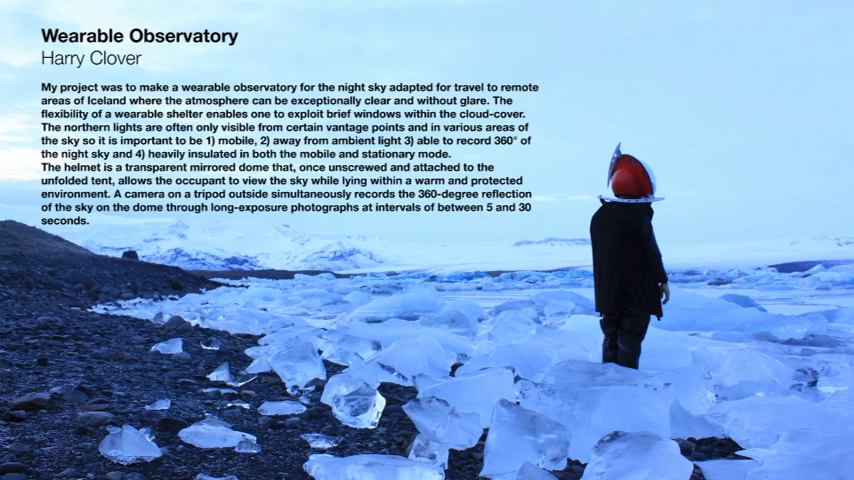 Wearable Observatory
Harry Clover
My project was to make a wearable observatory for the night sky adapted for travel to remote
areas of Iceland where the atmosphere can be exceptionally clear and without glare. The
flexibility of a wearable shelter enables one to exploit brief windows within the cloud-cover.
The northern lights are often only visible from certain vantage points and in various areas of
the sky so it is important to be 1) mobile, 2) away from ambient light 3) able to record 360° of
the night sky and 4) heavily insulated in both the mobile and stationary mode.
The helmet is a transparent mirrored dome that, once unscrewed and attached to the
unfolded tent, allows the occupant to view the sky while lying within a warm and protected
environment. A camera on a tripod outside simultaneously records the 360-degree reflection
of the sky on the dome through long-exposure photographs at intervals of between 5 and 30
seconds.